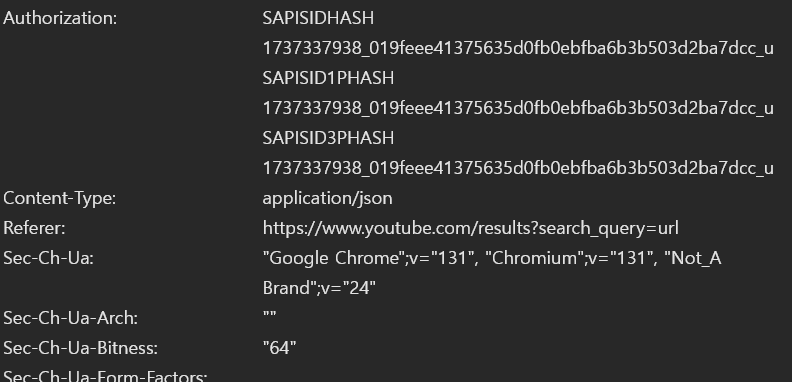 Authorization: SAPISIDHASH
1737337938_019feee41375635d0fb0ebfba6b3b503d2ba7dcc_u
SAPISID1PHASH
1737337938_019feee41375635d0fb0ebfba6b3b503d2ba7dcc_u
SAPISID3PHASH
1737337938_019feee41375635d0fb0ebfba6b3b503d2ba7dcc_u
Content-Type: application/json
Referer: https://www.youtube.com/results?search_query=url
Sec-Ch-Ua: "Google Chrome";v="131", "Chromium";v="131", "Not_A
Brand";v="24"
Sec-Ch-Ua-Arch: ""
Sec-Ch-Ua-Bitness: "64"
Sec-Ch-Ua-Form-Factors: